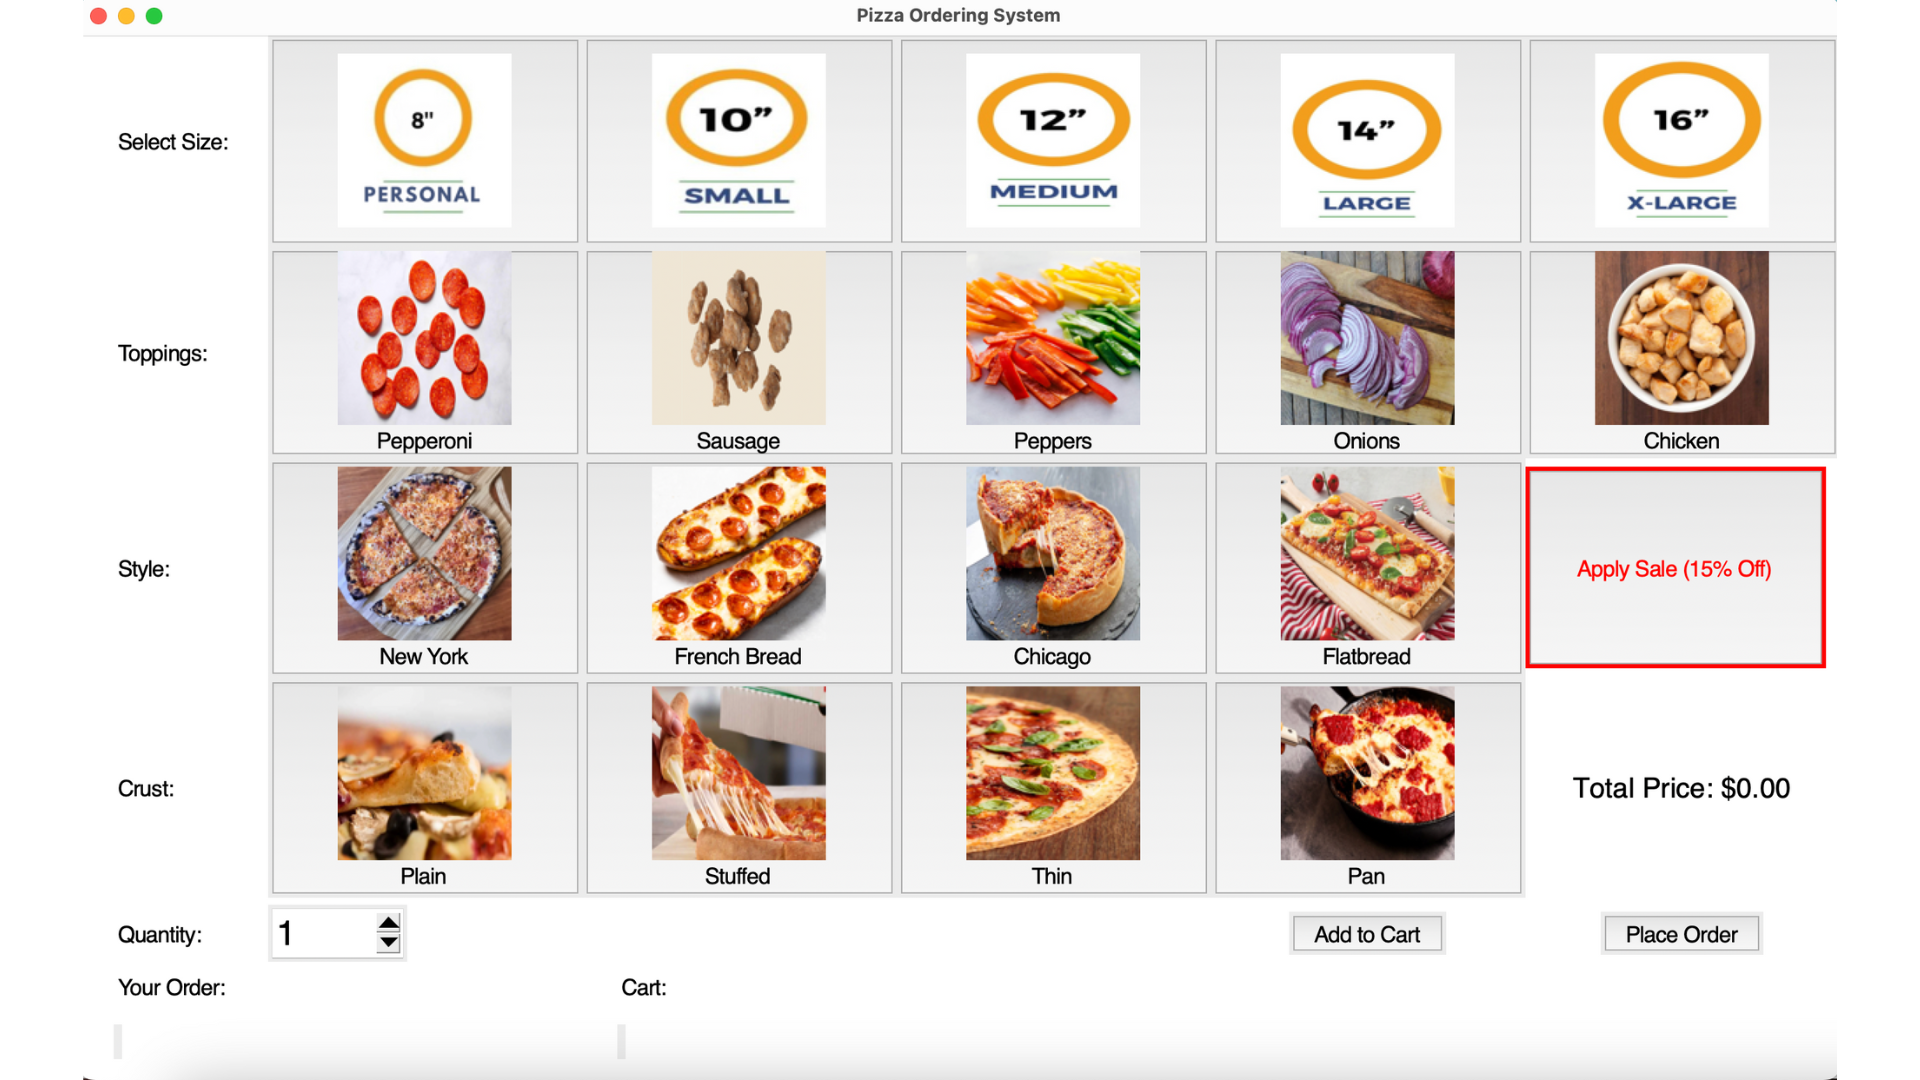 Pizza Ordering System
Select Size:
8"
PERSONAL
10”
SMALL
12”
MEDIUM
14”
LARGE
16”
X-LARGE
Toppings:
Pepperoni
Sausage
Peppers
Onions
Chicken
Style:
New York
French Bread
Chicago
Flatbread
Apply Sale (15% Off)
Crust:
Plain
Stuffed
Thin
Pan
Total Price: $0.00
Quantity:
1
Add to Cart
Place Order
Your Order:
Cart: